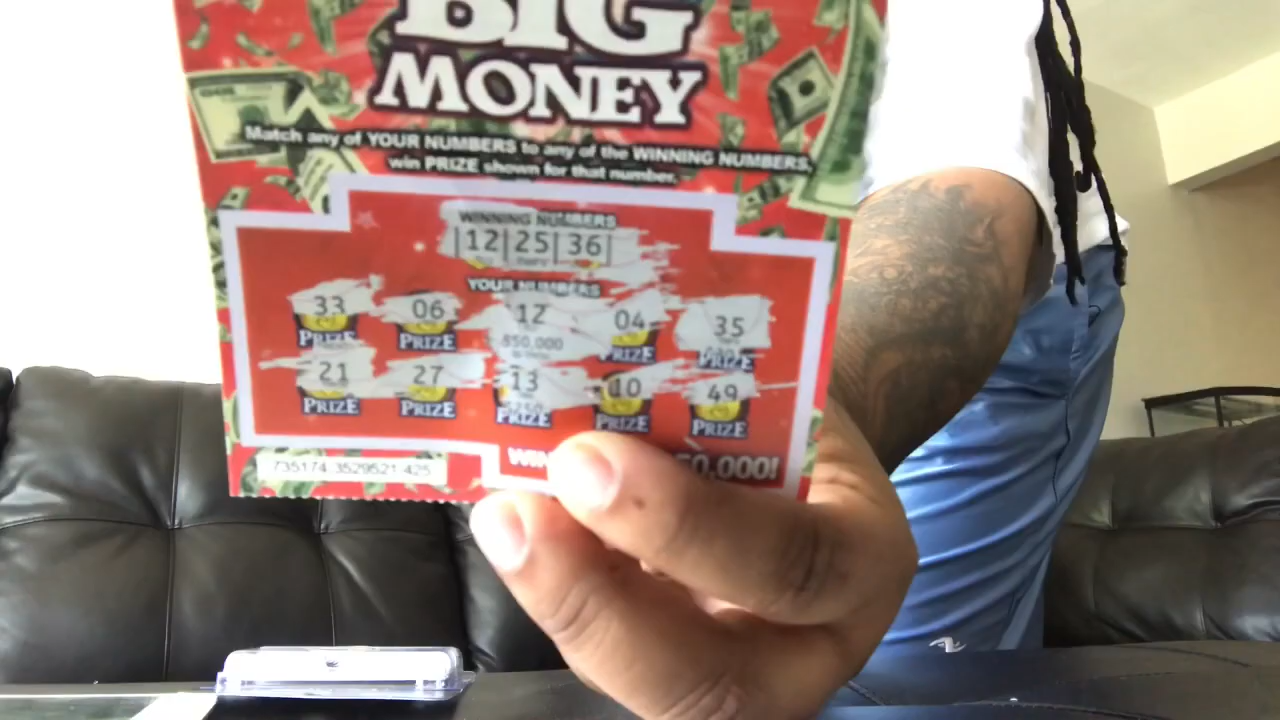 BIG
MONEY
Match any of YOUR NUMBERS to any of the WINNING NUMBERS,
win PRIZE shown for that number.
WINNING NUMBERS
12 25 36
YOUR NUMBERS
33 06 12 04 35
PRIZE PRIZE $50,000 PRIZE PRIZE
21 27 13 10 49
PRIZE PRIZE PRIZE PRIZE PRIZE
WIN 50,000!
735174 3529521 425